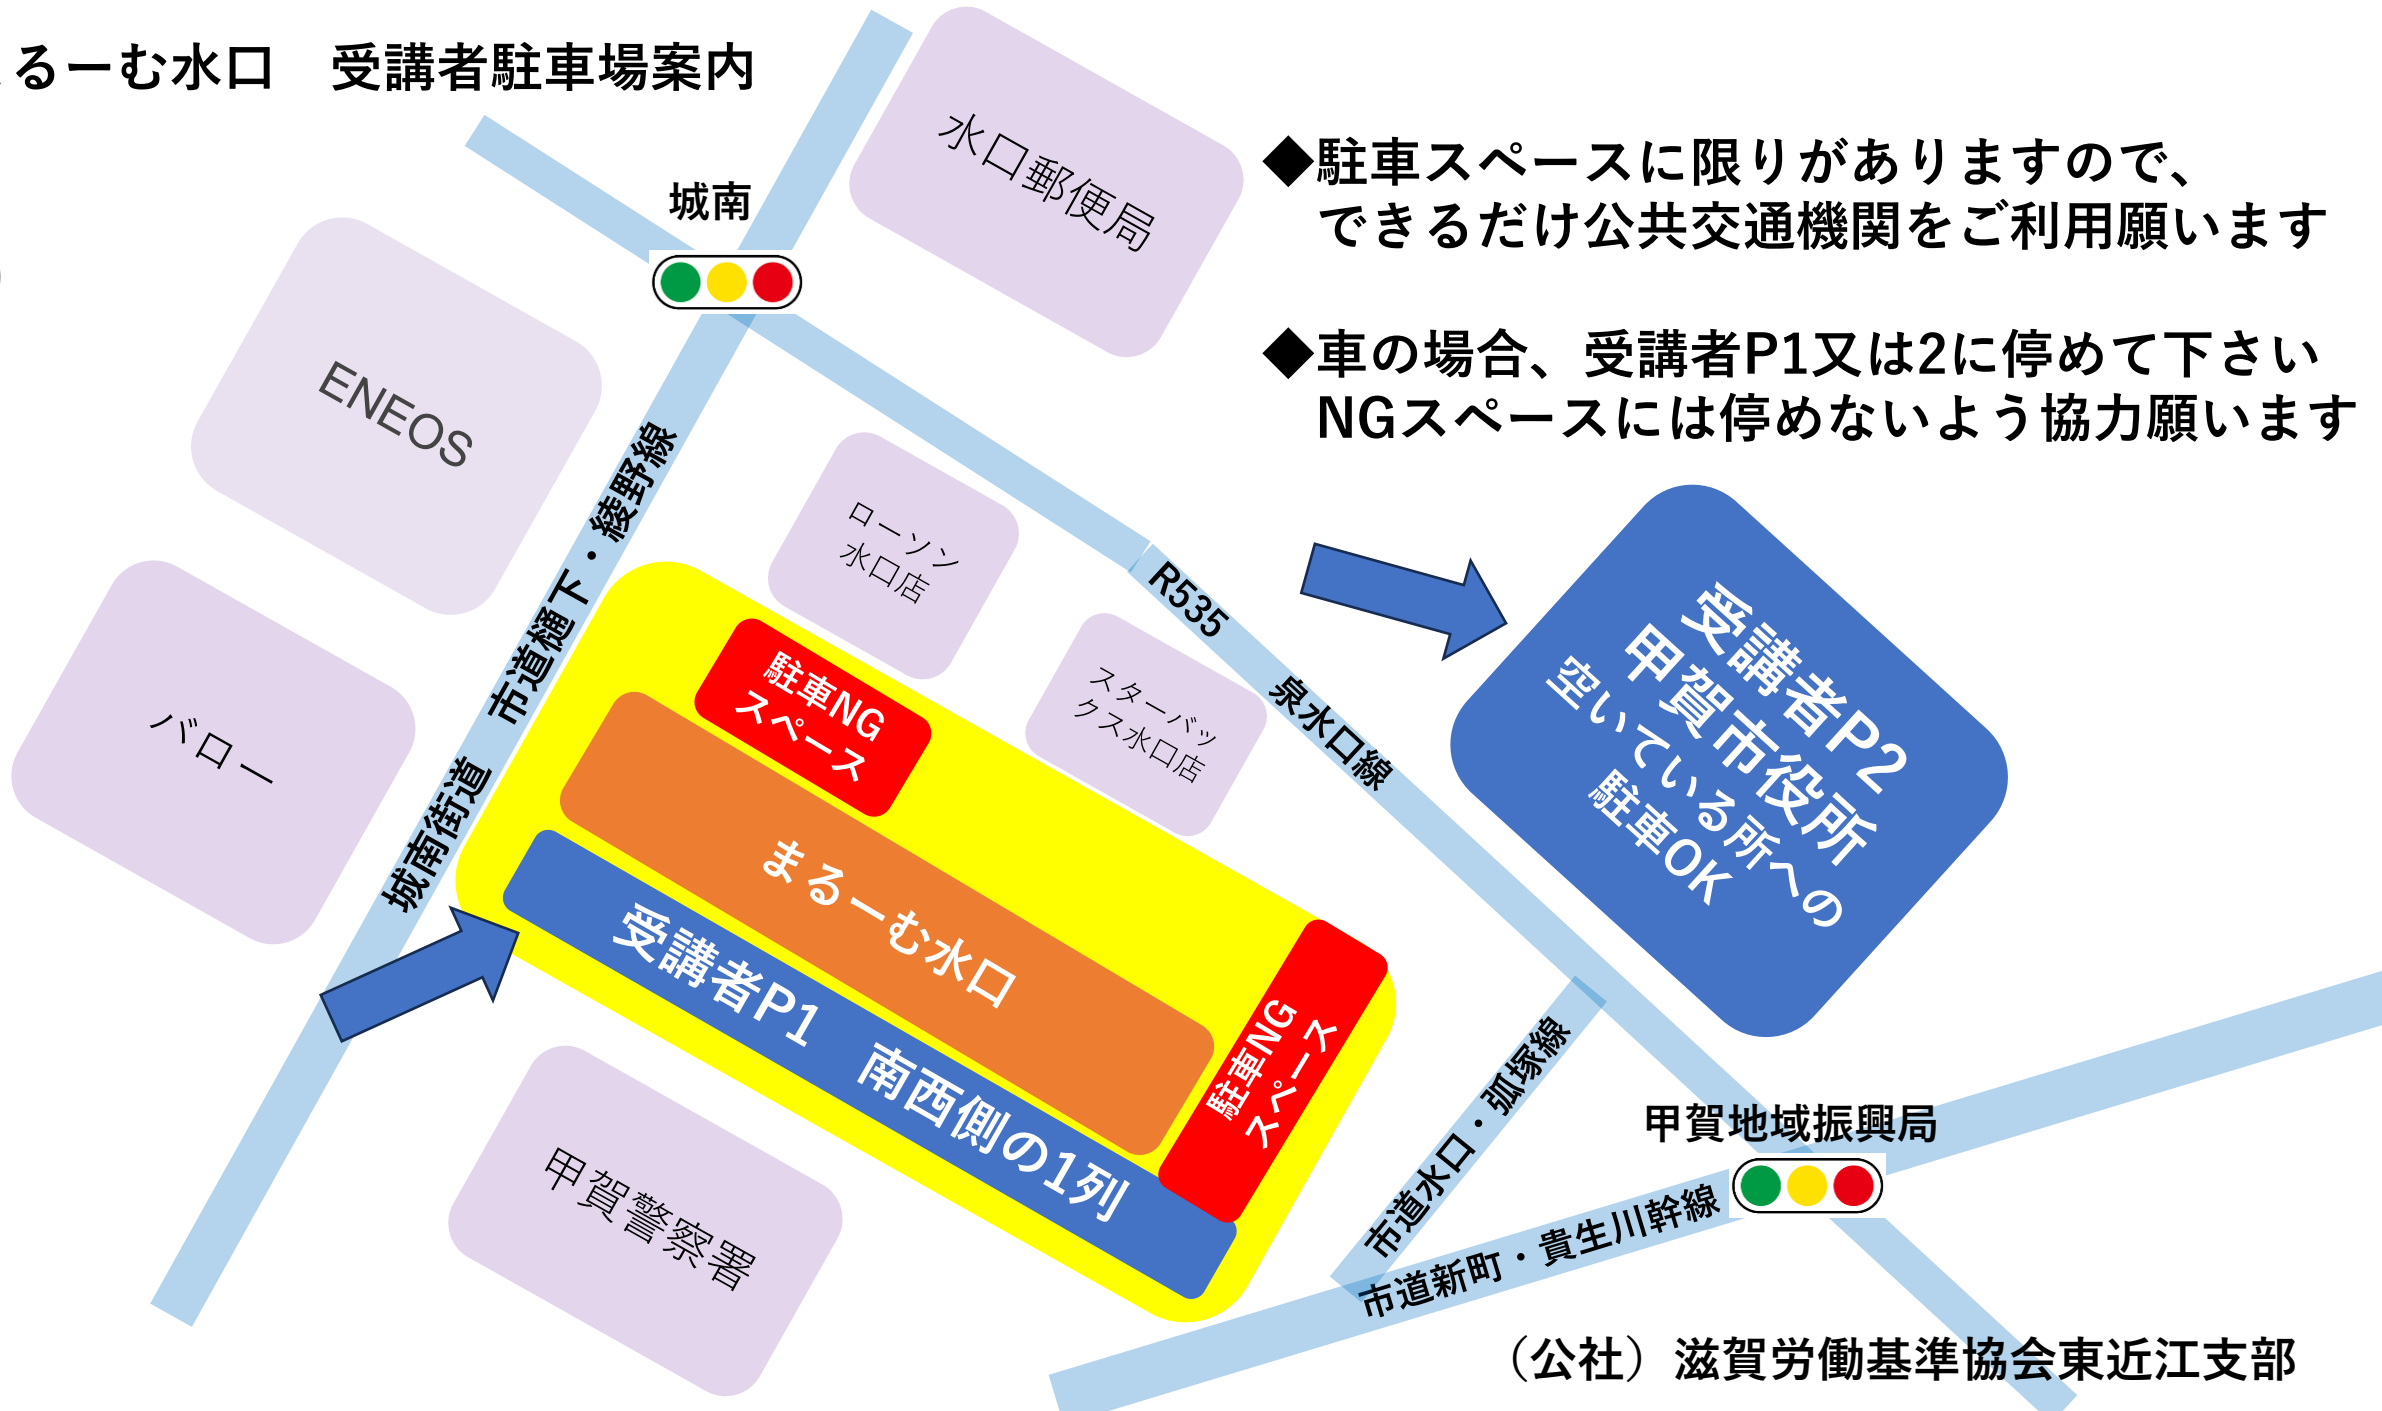 るーむ水口　受講者駐車場案内
◆駐車スペースに限りがありますので、
できるだけ公共交通機関をご利用願います
◆車の場合、受講者P1又は2に停めて下さい
NGスペースには停めないよう協力願います
水口郵便局
城南
ENEOS
バロー
城南街道　市道樋下・綾野線
ローソン
水口店
スターバッ
クス水口店
R535　泉水口線
駐車NG
スペース
まるーむ水口
受講者P1　南西側の1列
駐車NG
スペース
受講者P2
甲賀市役所
空いている所への
駐車OK
甲賀警察署
市道水口・弧塚線
甲賀地域振興局
市道新町・貴生川幹線
（公社）滋賀労働基準協会東近江支部